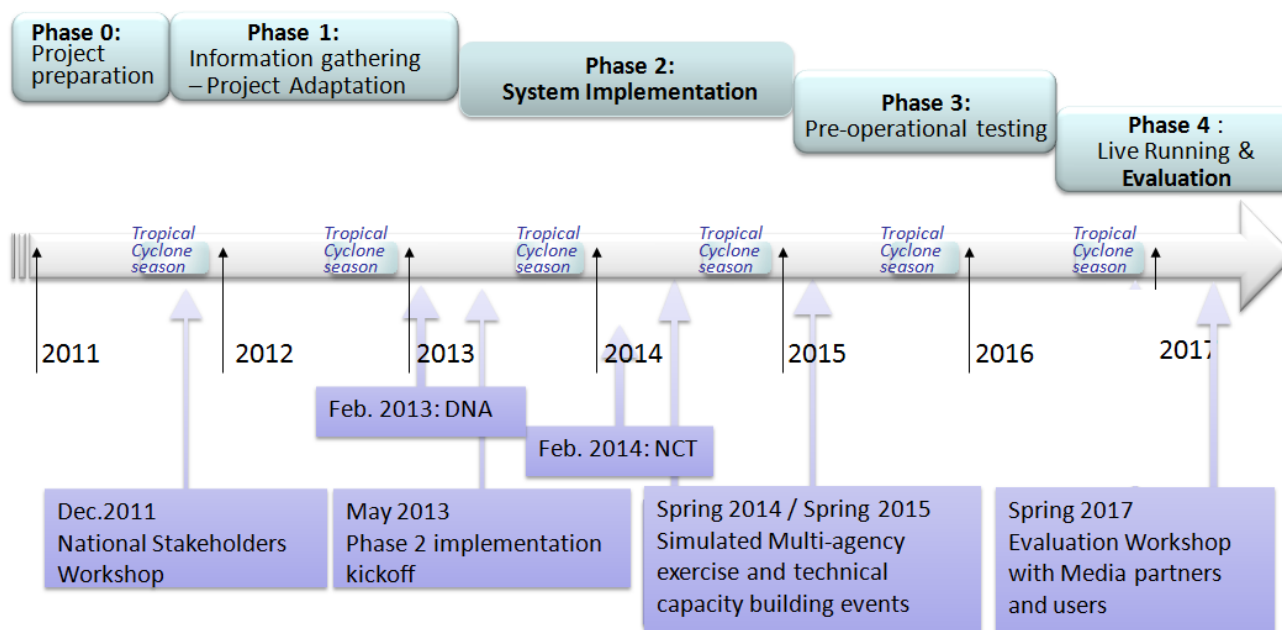 Phase 0:
Project
preparation
Phase 1:
Information gathering
– Project Adaptation
Phase 2:
System Implementation
Phase 3:
Pre-operational testing
Phase 4 :
Live Running &
Evaluation
Tropical
Cyclone
season
Tropical
Cyclone
season
Tropical
Cyclone
season
Tropical
Cyclone
season
Tropical
Cyclone
season
Tropical
Cyclone
season
2011
2012
2013
2014
2015
2016
2017
Feb. 2013: DNA
Feb. 2014: NCT
Dec.2011
National Stakeholders
Workshop
May 2013
Phase 2 implementation
kickoff
Spring 2014 / Spring 2015
Simulated Multi-agency
exercise and technical
capacity building events
Spring 2017
Evaluation Workshop
with Media partners
and users